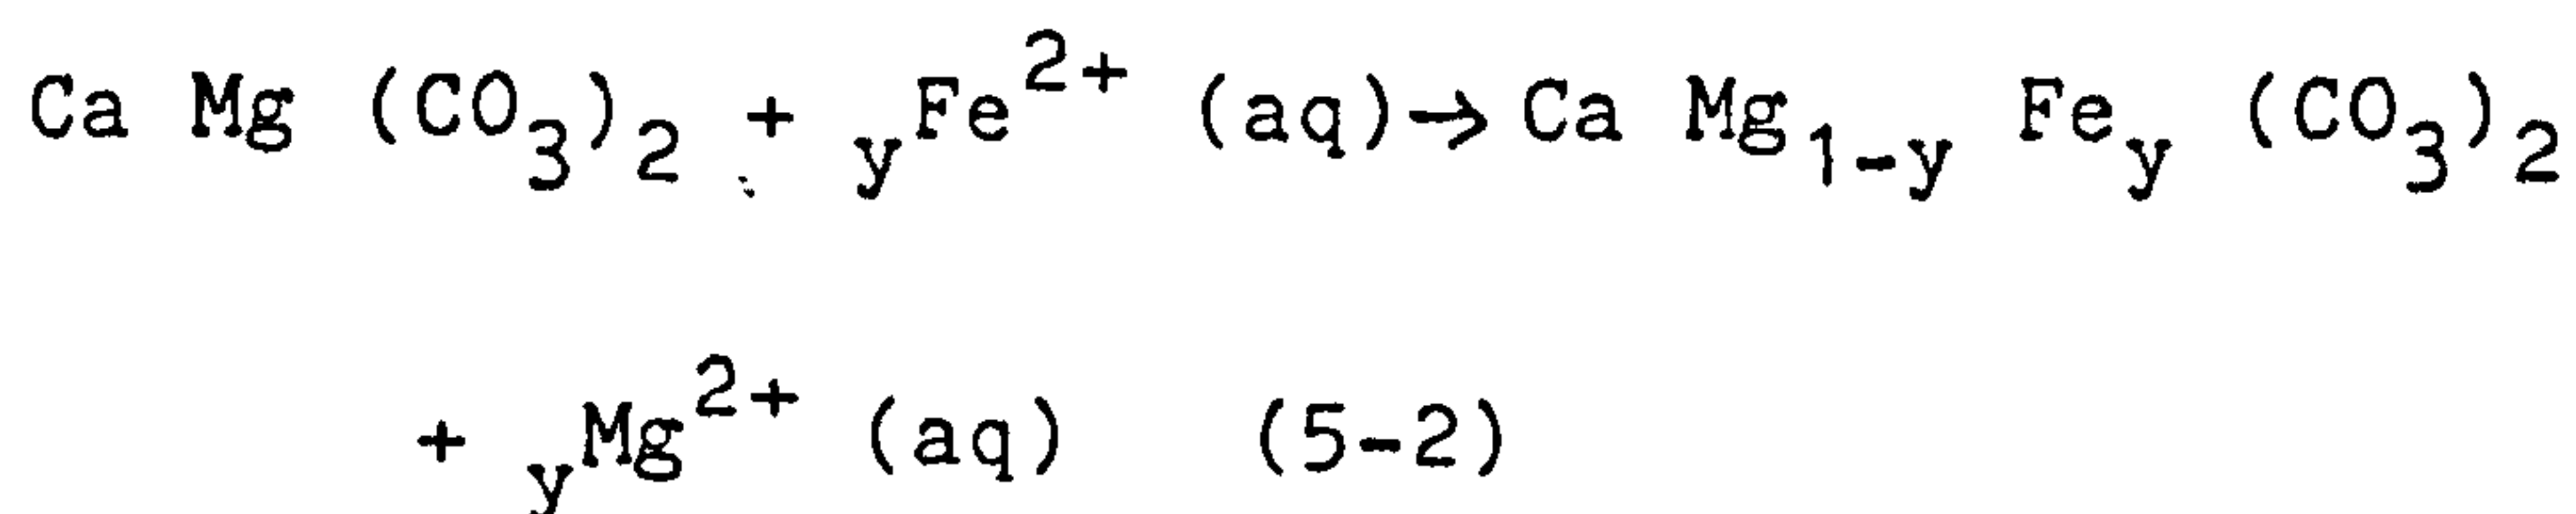 Ca Mg (CO₃)₂ + yFe²⁺ (aq)→ Ca Mg₁₋y Fey (CO₃)₂
+ yMg²⁺ (aq) (5-2)